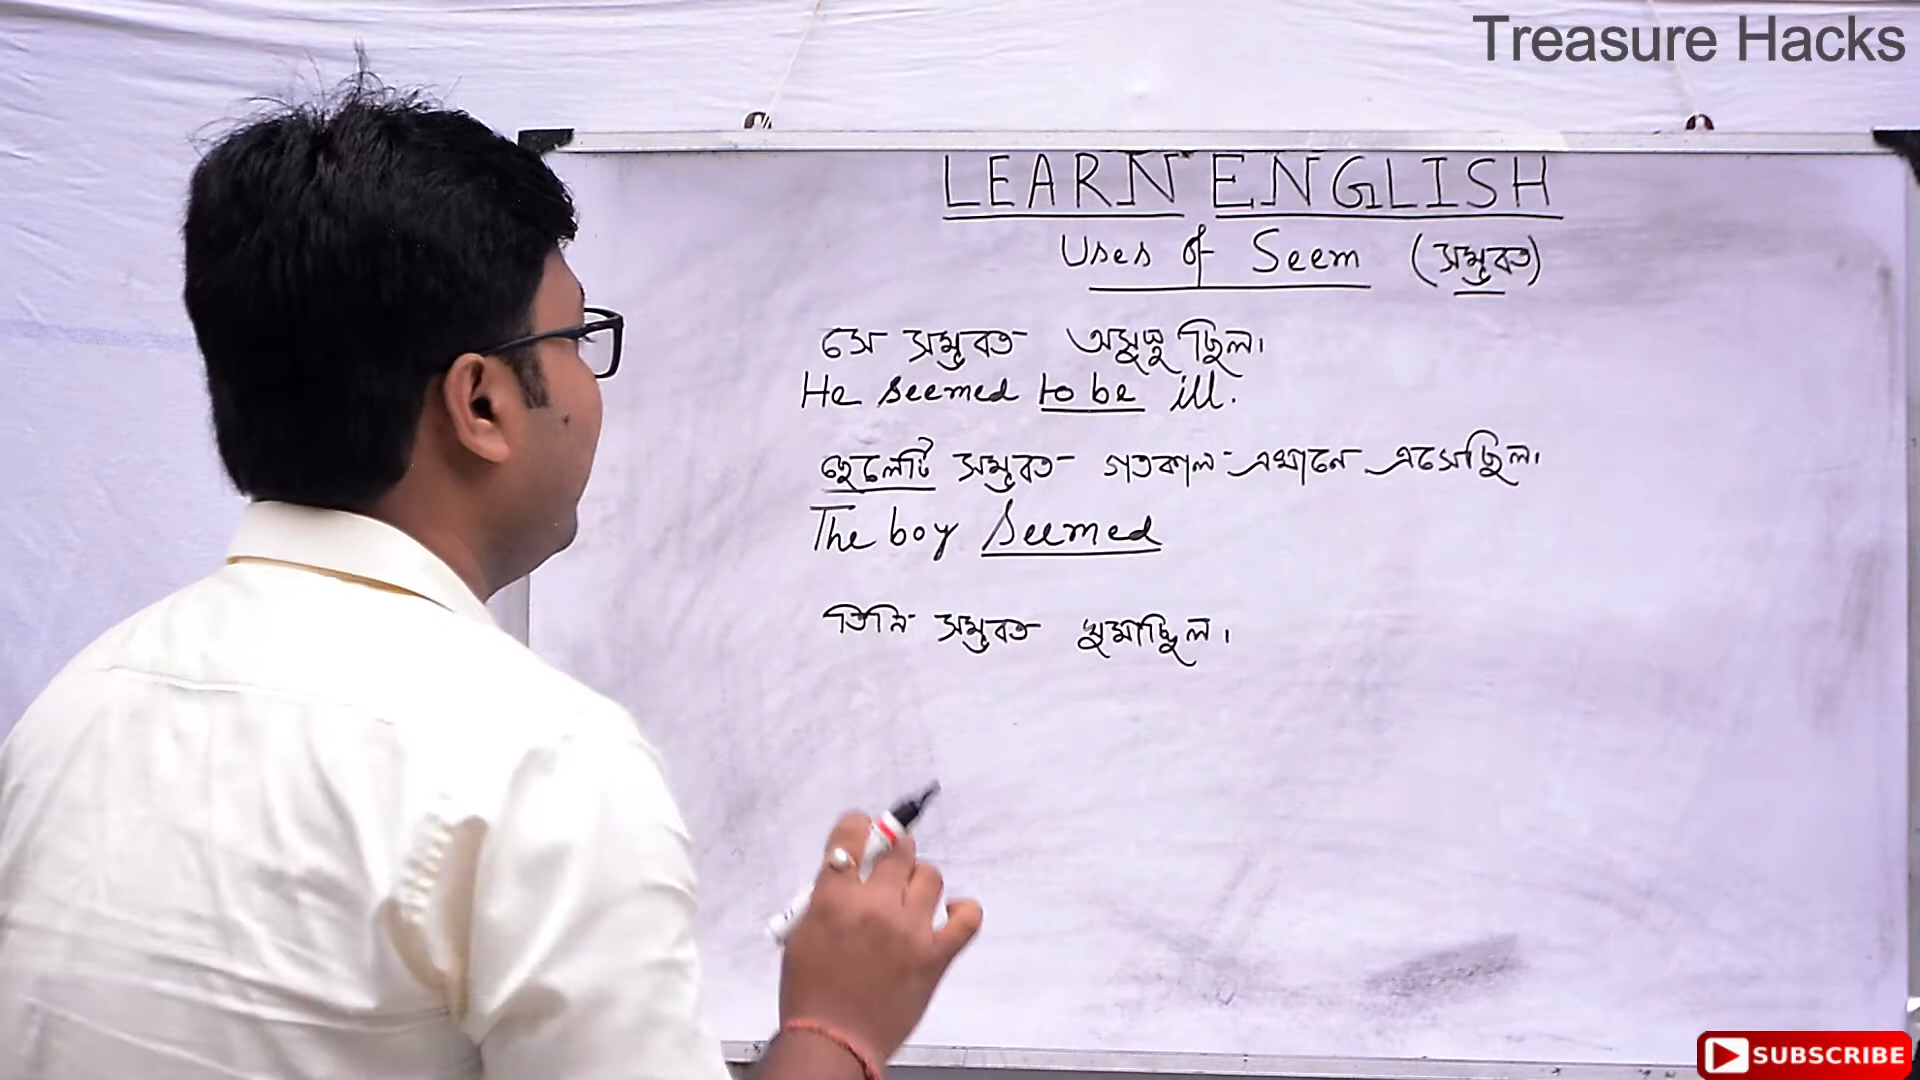 Treasure Hacks
LEARN ENGLISH
Uses of Seem (সম্ভবত)
সে সম্ভবত অসুস্থ ছিল।
He seemed to be ill.
ছেলেটি সম্ভবত গতকাল এখানে এসেছিল।
The boy seemed
তিনি সম্ভবত ঘুমাচ্ছিল।
SUBSCRIBE